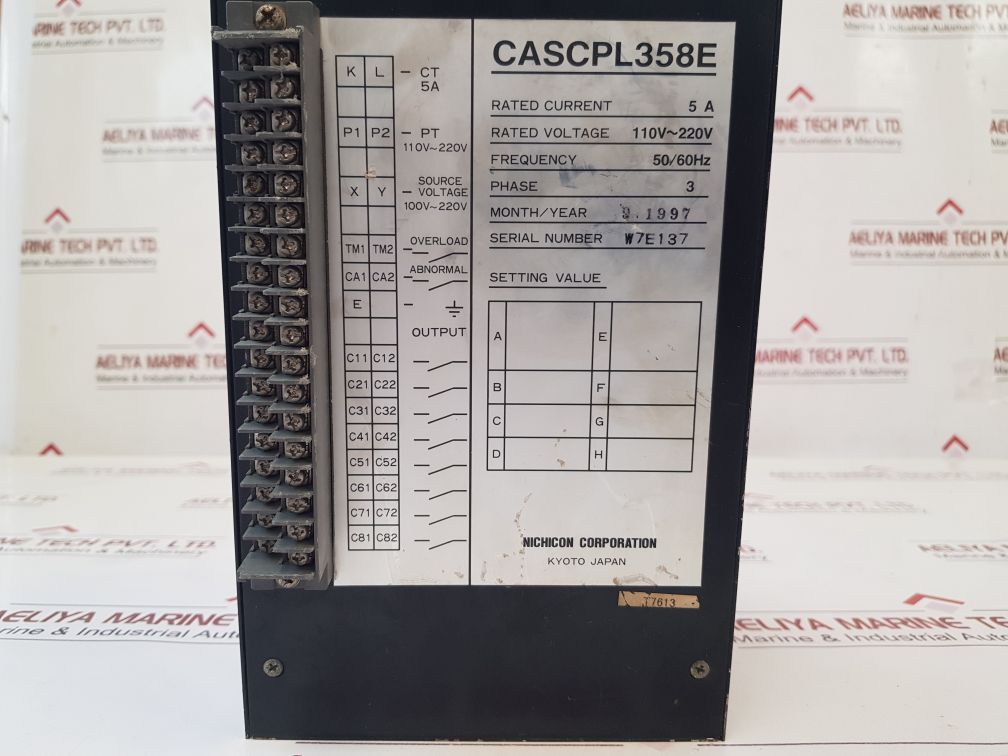 CASCPL358E
RATED CURRENT 5 A
RATED VOLTAGE 110V~220V
FREQUENCY 50/60Hz
PHASE 3
MONTH/YEAR . 1997
SERIAL NUMBER W7E137
SETTING VALUE
A E
B F
C G
D H
NICHICON CORPORATION
KYOTO JAPAN
T7613
K L CT
5A
P1 P2 PT
110V~220V
X Y SOURCE
VOLTAGE
100V~220V
TM1 TM2 OVERLOAD
CA1 CA2 ABNORMAL
E
OUTPUT
C11 C12
C21 C22
C31 C32
C41 C42
C51 C52
C61 C62
C71 C72
C81 C82
AELIYA MARINE TECH PVT. LTD.
Marine & Industrial Automation & Machinery